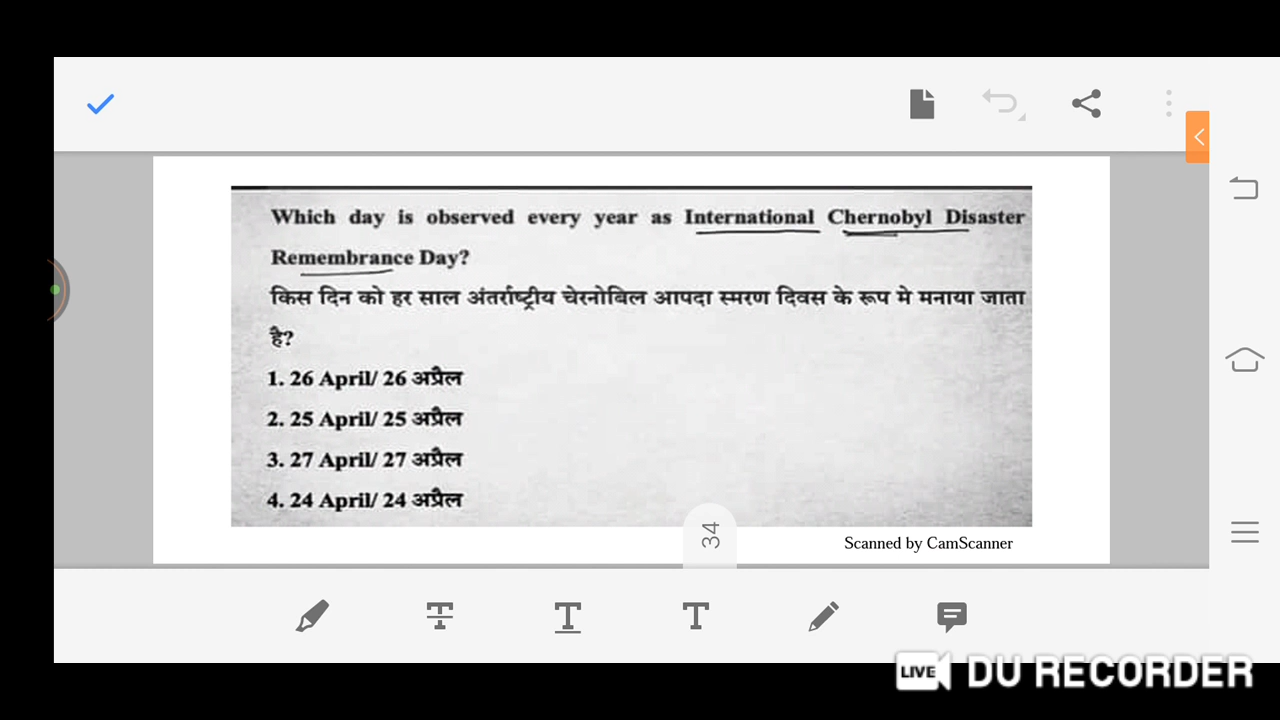 Which day is observed every year as International Chernobyl Disaster
Remembrance Day?
किस दिन को हर साल अंतर्राष्ट्रीय चेरनोबिल आपदा स्मरण दिवस के रूप मे मनाया जाता
है?
1. 26 April/ 26 अप्रैल
2. 25 April/ 25 अप्रैल
3. 27 April/ 27 अप्रैल
4. 24 April/ 24 अप्रैल
34
Scanned by CamScanner
T T T
LIVE DU RECORDER